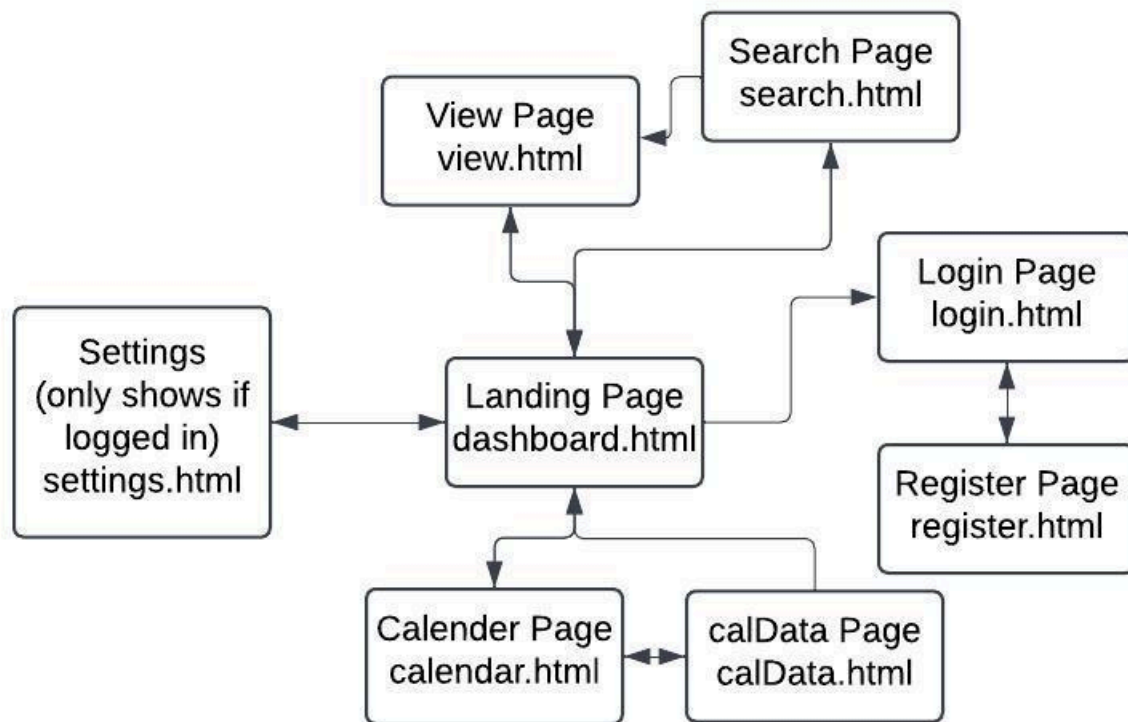 Search Page
search.html
View Page
view.html
Login Page
login.html
Settings
(only shows if
logged in)
settings.html
Landing Page
dashboard.html
Register Page
register.html
Calender Page
calendar.html
calData Page
calData.html